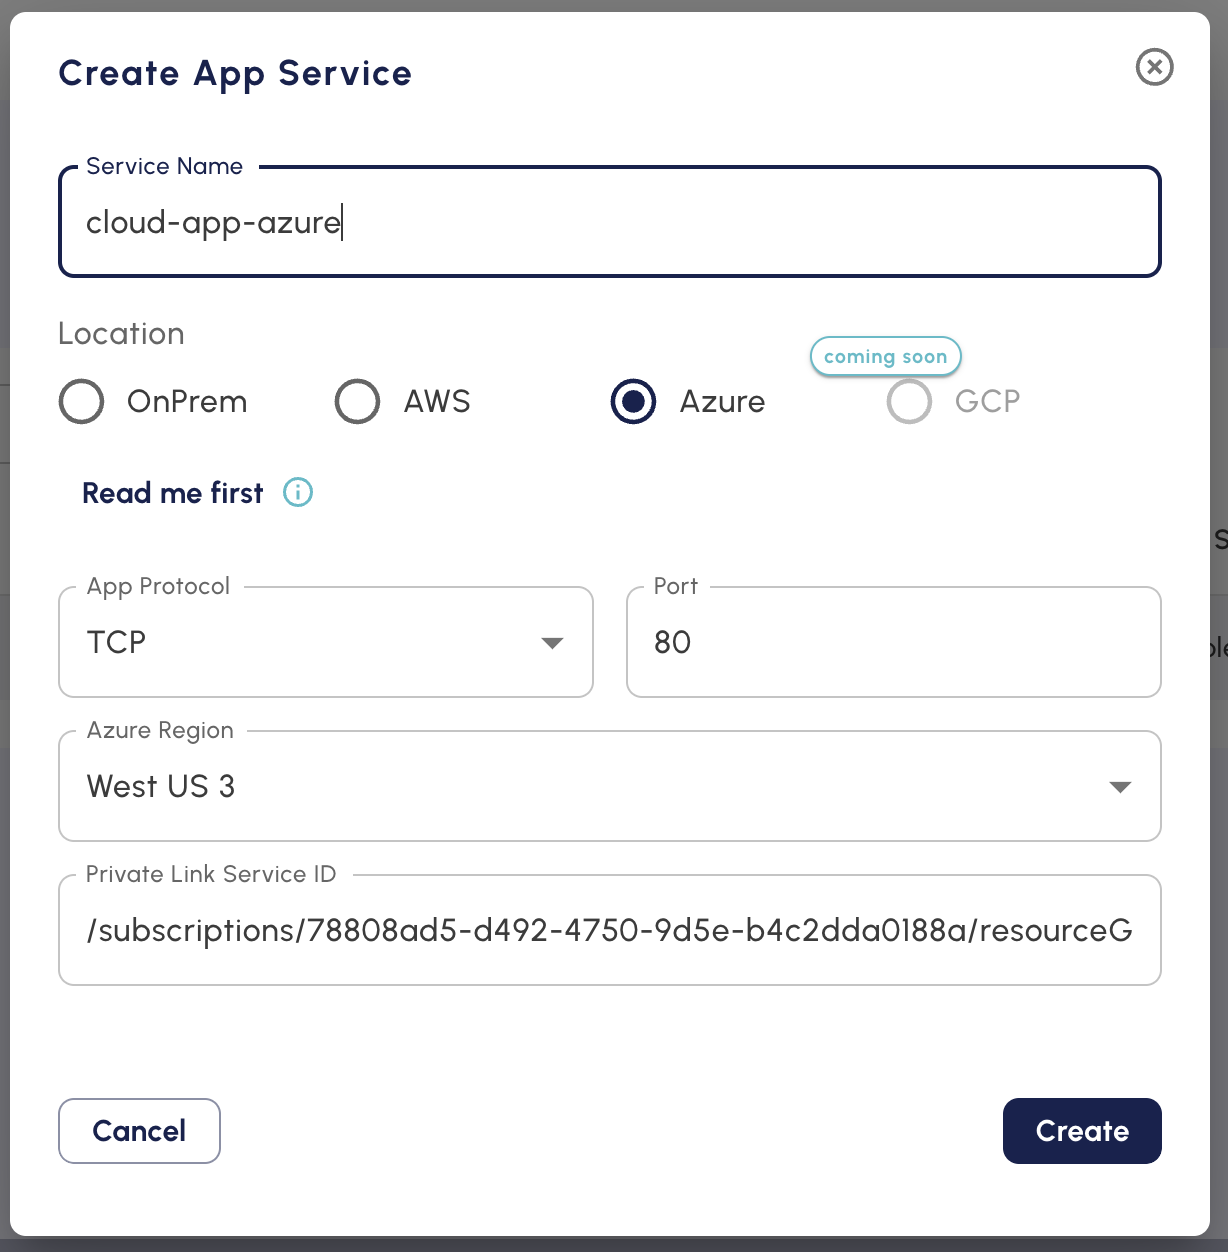 Create App Service
Service Name
cloud-app-azure
Location
coming soon
OnPrem AWS Azure GCP
Read me first
App Protocol Port
TCP 80
Azure Region
West US 3
Private Link Service ID
/subscriptions/78808ad5-d492-4750-9d5e-b4c2dda0188a/resourceG
Cancel Create